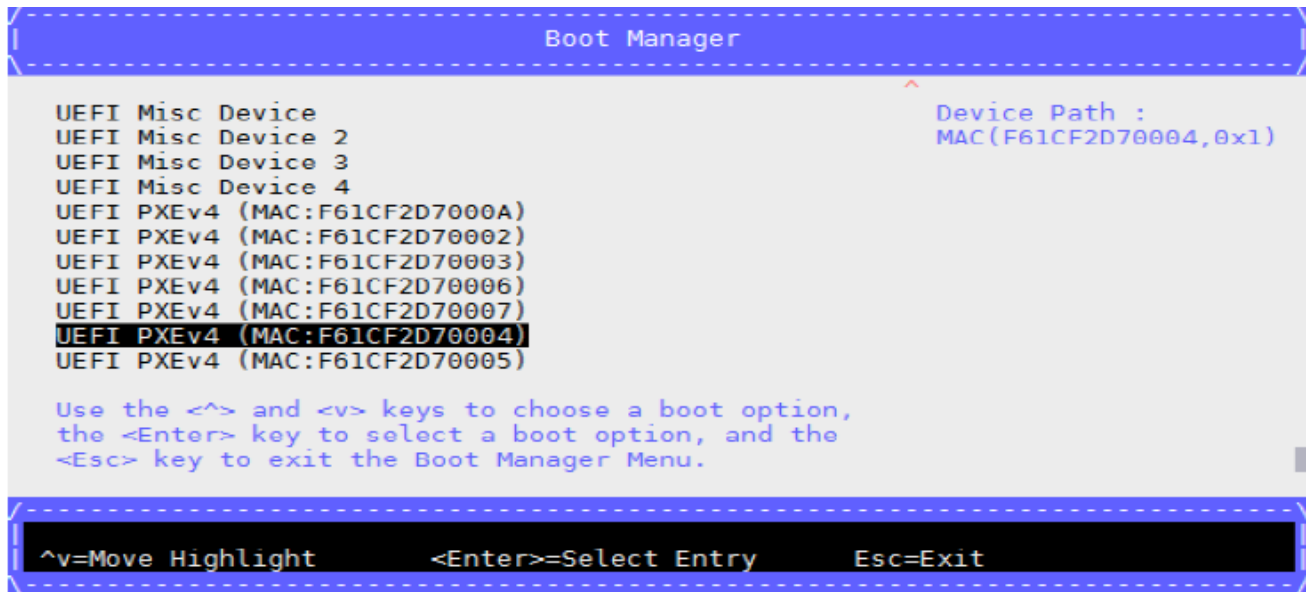 Boot Manager
^
UEFI Misc Device
Device Path :
UEFI Misc Device 2
MAC(F61CF2D70004,0x1)
UEFI Misc Device 3
UEFI Misc Device 4
UEFI PXEv4 (MAC:F61CF2D7000A)
UEFI PXEv4 (MAC:F61CF2D70002)
UEFI PXEv4 (MAC:F61CF2D70003)
UEFI PXEv4 (MAC:F61CF2D70006)
UEFI PXEv4 (MAC:F61CF2D70007)
UEFI PXEv4 (MAC:F61CF2D70004)
UEFI PXEv4 (MAC:F61CF2D70005)
Use the <^> and <v> keys to choose a boot option,
the <Enter> key to select a boot option, and the
<Esc> key to exit the Boot Manager Menu.
^v=Move Highlight <Enter>=Select Entry Esc=Exit